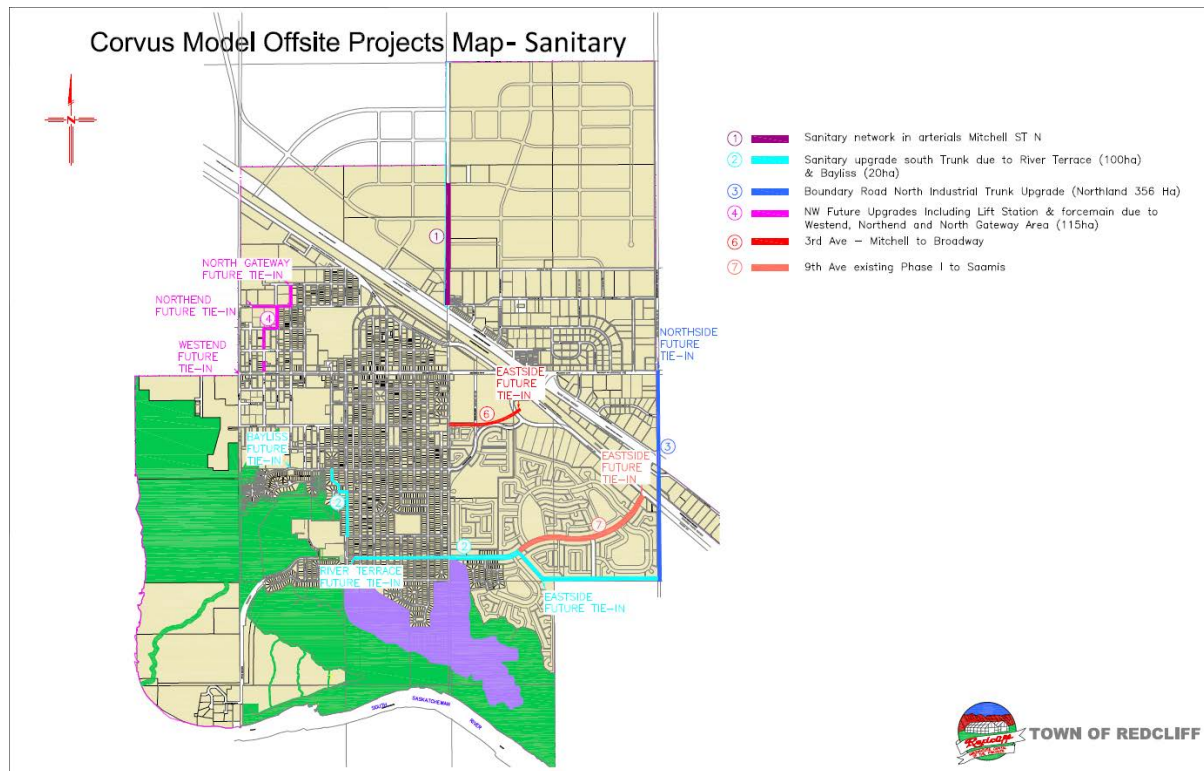 Corvus Model Offsite Projects Map- Sanitary
N
1 Sanitary network in arterials Mitchell ST N
2 Sanitary upgrade south Trunk due to River Terrace (100ha)
& Bayliss (20ha)
3 Boundary Road North Industrial Trunk Upgrade (Northland 356 Ha)
4 NW Future Upgrades Including Lift Station & forcemain due to
Westend, Northend and North Gateway Area (115ha)
6 3rd Ave – Mitchell to Broadway
7 9th Ave existing Phase I to Saamis
1
NORTH GATEWAY
FUTURE TIE-IN
NORTHEND
FUTURE TIE-IN
4
WESTEND
FUTURE
TIE-IN
NORTHSIDE
FUTURE
TIE-IN
EASTSIDE
FUTURE
TIE-IN
6
BAYLISS
FUTURE
TIE-IN
3
EASTSIDE
FUTURE
TIE-IN
2
7
2
RIVER TERRACE
FUTURE TIE-IN
EASTSIDE
FUTURE TIE-IN
SOUTH SASKATCHEWAN RIVER
Redcliff
TOWN OF REDCLIFF